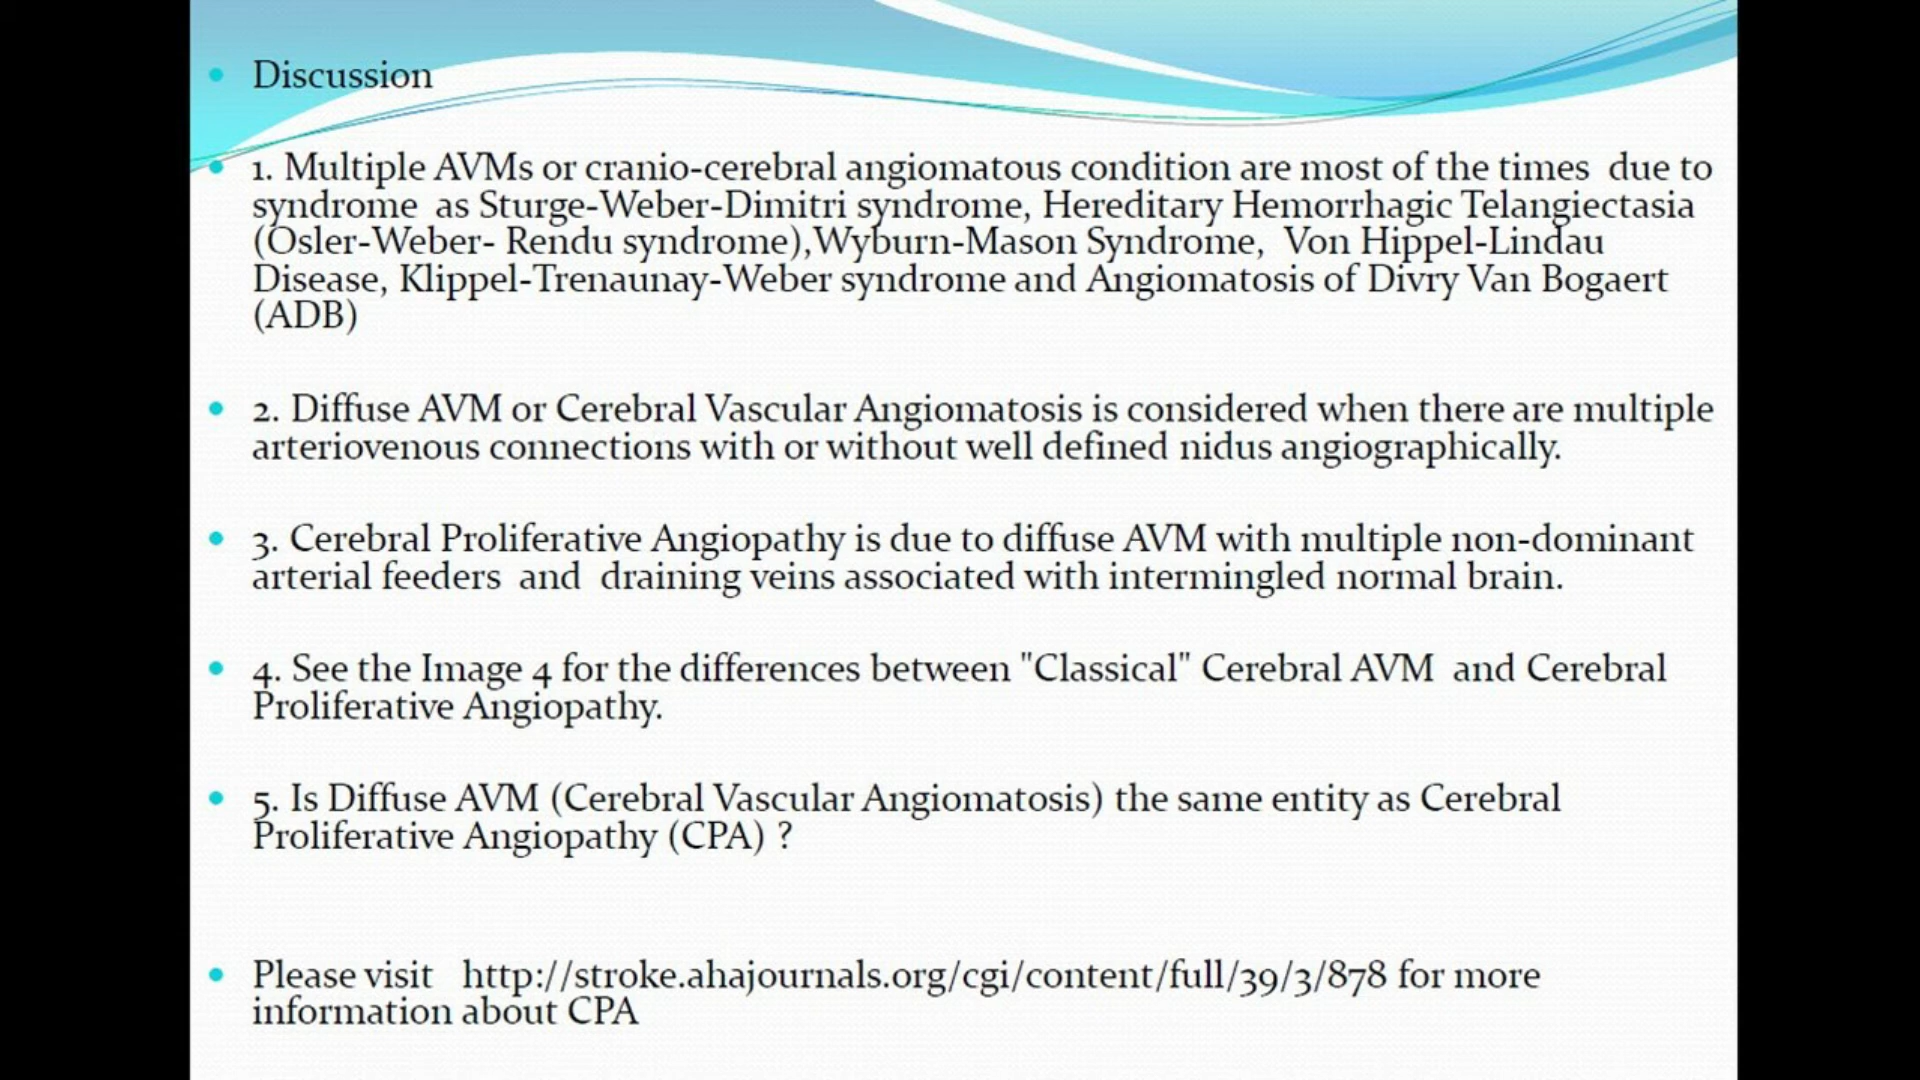 Discussion
1. Multiple AVMs or cranio-cerebral angiomatous condition are most of the times due to
syndrome as Sturge-Weber-Dimitri syndrome, Hereditary Hemorrhagic Telangiectasia
(Osler-Weber- Rendu syndrome),Wyburn-Mason Syndrome, Von Hippel-Lindau
Disease, Klippel-Trenaunay-Weber syndrome and Angiomatosis of Divry Van Bogaert
(ADB)
2. Diffuse AVM or Cerebral Vascular Angiomatosis is considered when there are multiple
arteriovenous connections with or without well defined nidus angiographically.
3. Cerebral Proliferative Angiopathy is due to diffuse AVM with multiple non-dominant
arterial feeders and draining veins associated with intermingled normal brain.
4. See the Image 4 for the differences between "Classical" Cerebral AVM and Cerebral
Proliferative Angiopathy.
5. Is Diffuse AVM (Cerebral Vascular Angiomatosis) the same entity as Cerebral
Proliferative Angiopathy (CPA) ?
Please visit http://stroke.ahajournals.org/cgi/content/full/39/3/878 for more
information about CPA